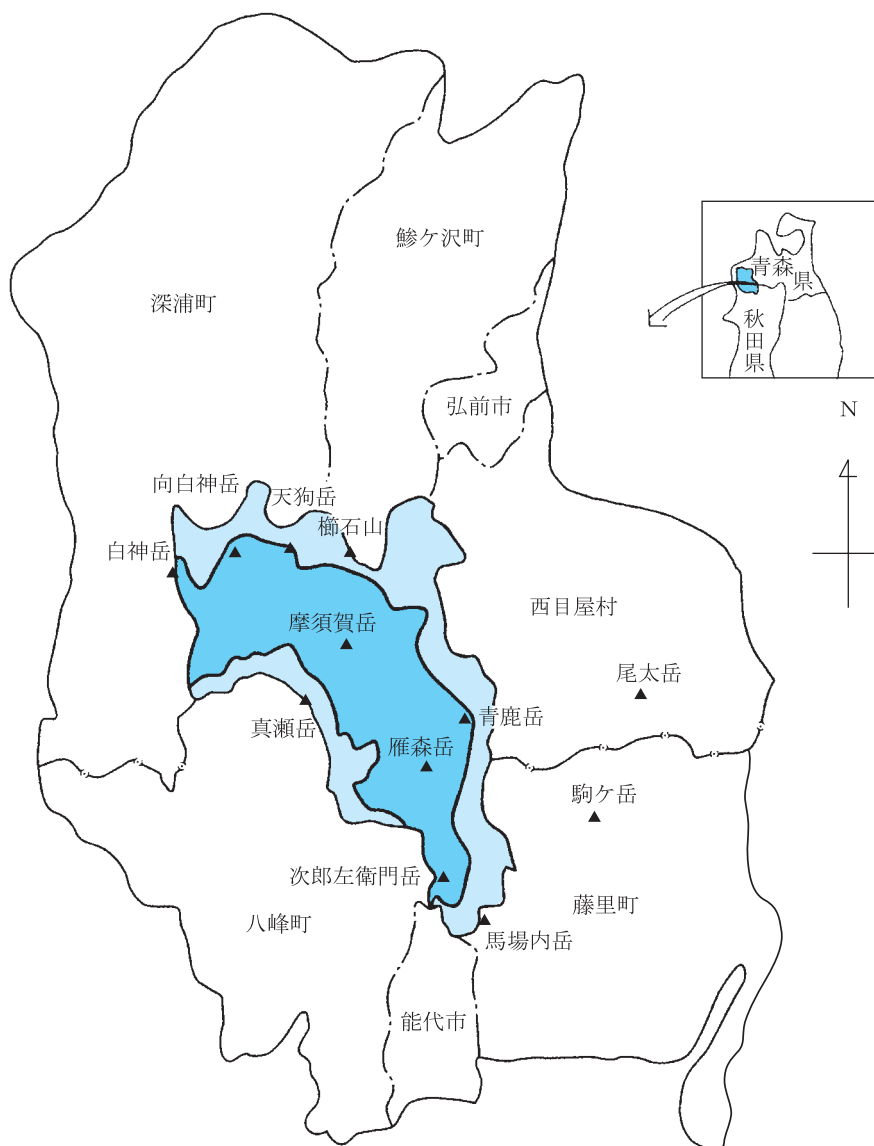 鰺ケ沢町
深浦町
青森県
秋田県
N
弘前市
向白神岳
天狗岳
櫛石山
白神岳
西目屋村
摩須賀岳
尾太岳
真瀬岳
青鹿岳
雁森岳
駒ケ岳
次郎左衛門岳
藤里町
八峰町
馬場内岳
能代市